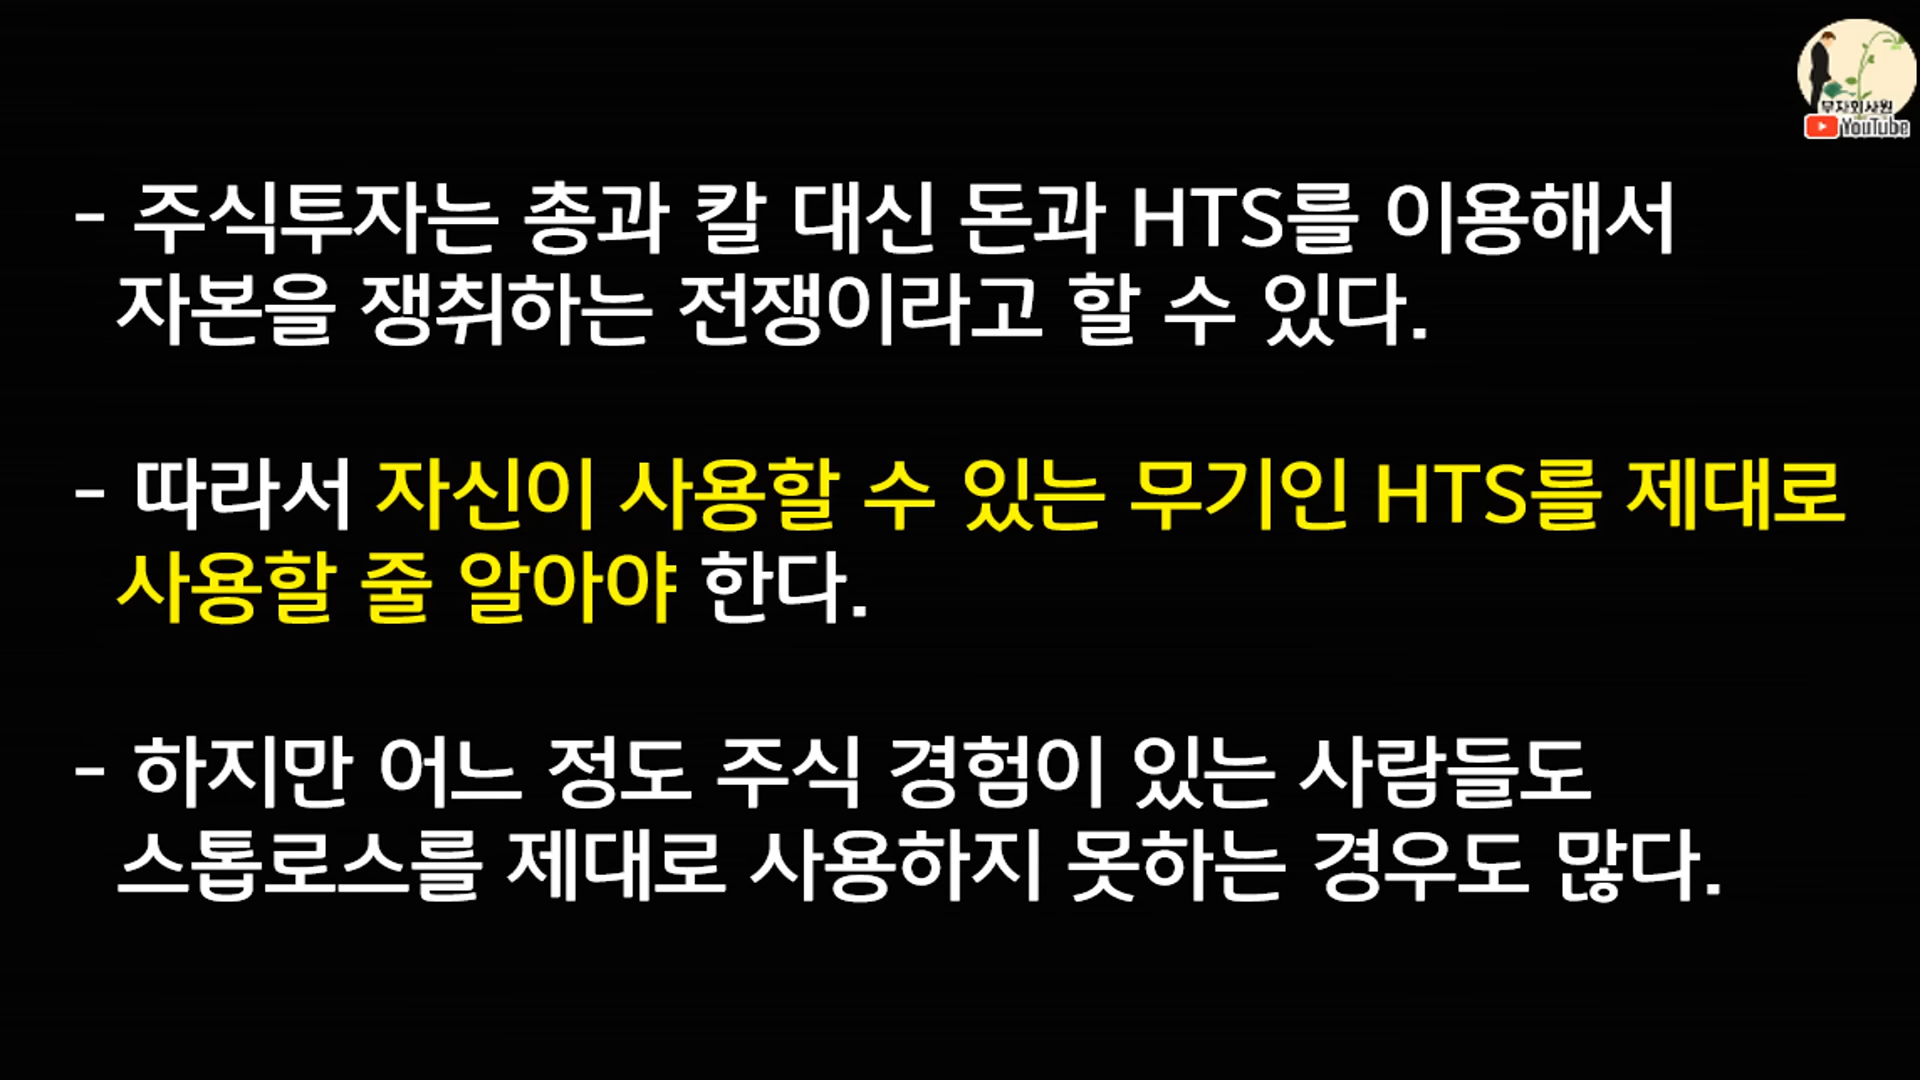 부자회사원
YouTube
- 주식투자는 총과 칼 대신 돈과 HTS를 이용해서
자본을 쟁취하는 전쟁이라고 할 수 있다.
- 따라서 자신이 사용할 수 있는 무기인 HTS를 제대로
사용할 줄 알아야 한다.
- 하지만 어느 정도 주식 경험이 있는 사람들도
스톱로스를 제대로 사용하지 못하는 경우도 많다.